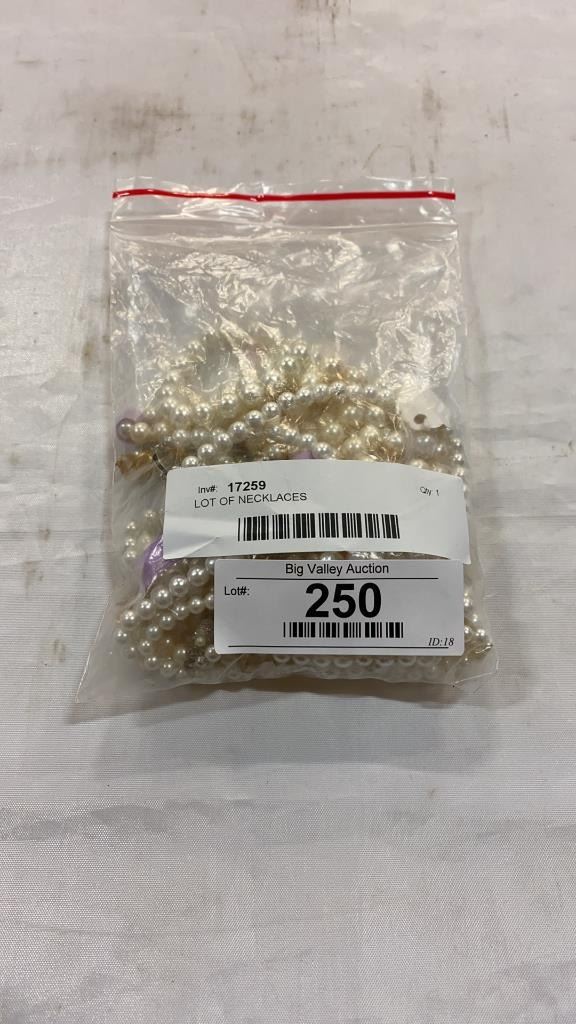 Inv#: 17259 Qty: 1
LOT OF NECKLACES
Big Valley Auction
Lot#: 250
ID:18